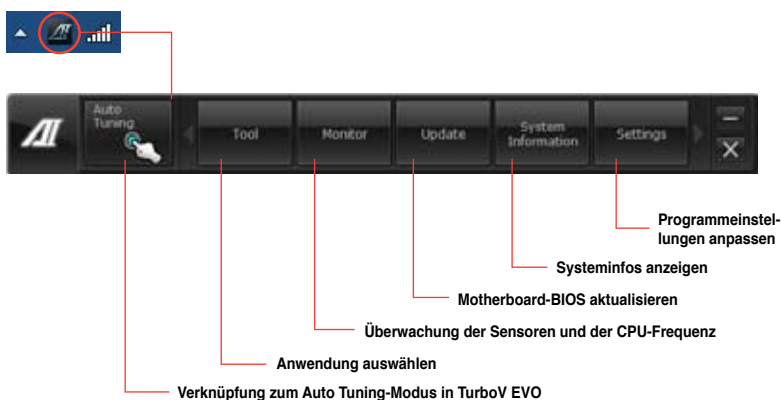 Auto
Tuning
Tool
Monitor
Update
System
Information
Settings
Programmeinstel-
lungen anpassen
Systeminfos anzeigen
Motherboard-BIOS aktualisieren
Überwachung der Sensoren und der CPU-Frequenz
Anwendung auswählen
Verknüpfung zum Auto Tuning-Modus in TurboV EVO